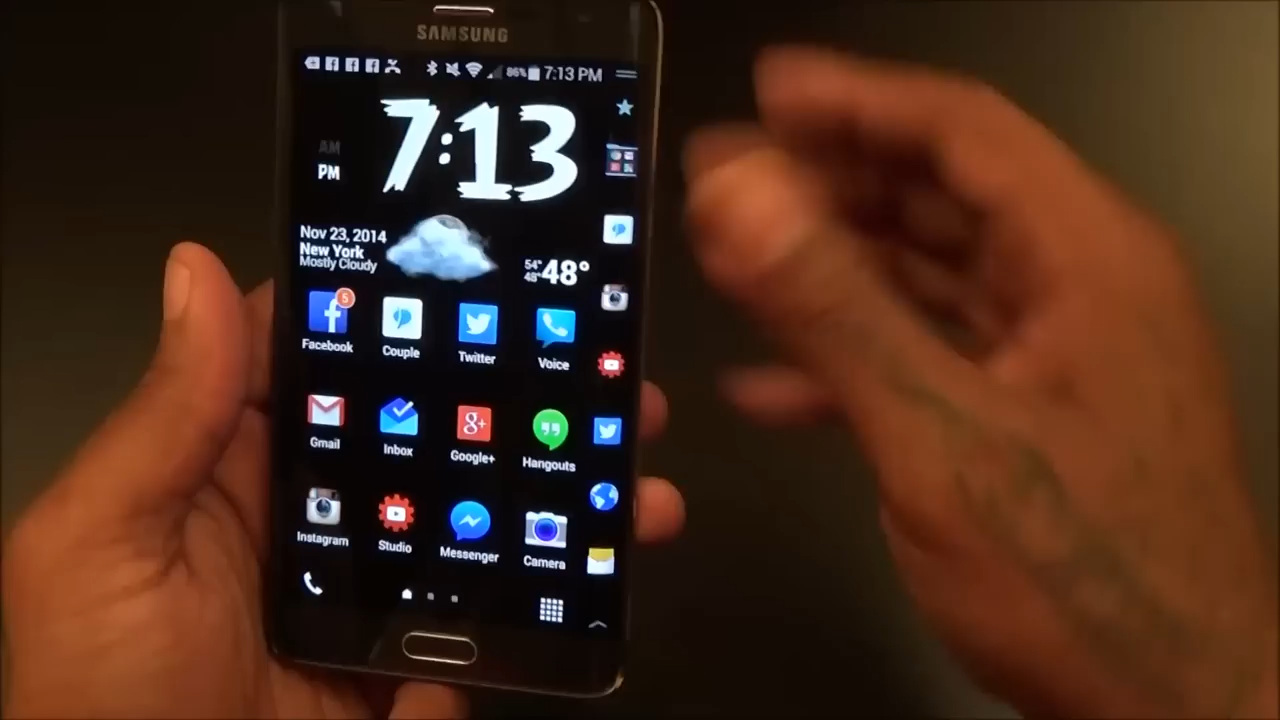 SAMSUNG
86% 7:13 PM
7:13
AM
PM
Nov 23, 2014
New York
Mostly Cloudy
54°
48°
48°
5
Facebook
Couple
Twitter
Voice
Gmail
Inbox
Google+
Hangouts
Instagram
Studio
Messenger
Camera